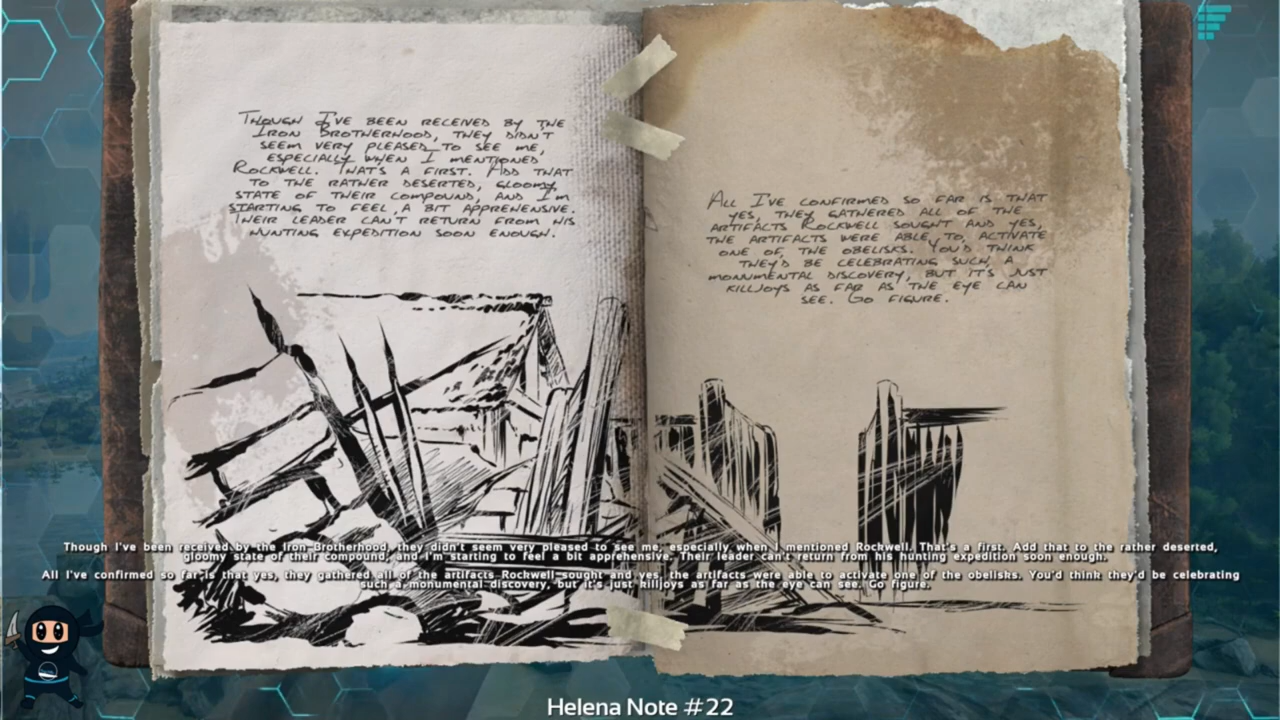 Though I've been received by the
Iron Brotherhood, they didn't
seem very pleased to see me,
especially when I mentioned
Rockwell. That's a first. Add that
to the rather deserted, gloomy
state of their compound, and I'm
starting to feel a bit apprehensive.
Their leader can't return from his
hunting expedition soon enough.
All I've confirmed so far is that
yes, they gathered all of the
artifacts Rockwell sought and yes,
the artifacts were able to activate
one of the obelisks. You'd think
they'd be celebrating such a
monumental discovery, but it's just
killjoys as far as the eye can
see. Go figure.
Though I've been received by the Iron Brotherhood, they didn't seem very pleased to see me, especially when I mentioned Rockwell. That's a first. Add that to the rather deserted,
gloomy state of their compound, and I'm starting to feel a bit apprehensive. Their leader can't return from his hunting expedition soon enough.
All I've confirmed so far is that yes, they gathered all of the artifacts Rockwell sought and yes, the artifacts were able to activate one of the obelisks. You'd think they'd be celebrating
such a monumental discovery, but it's just killjoys as far as the eye can see. Go figure.
Helena Note #22